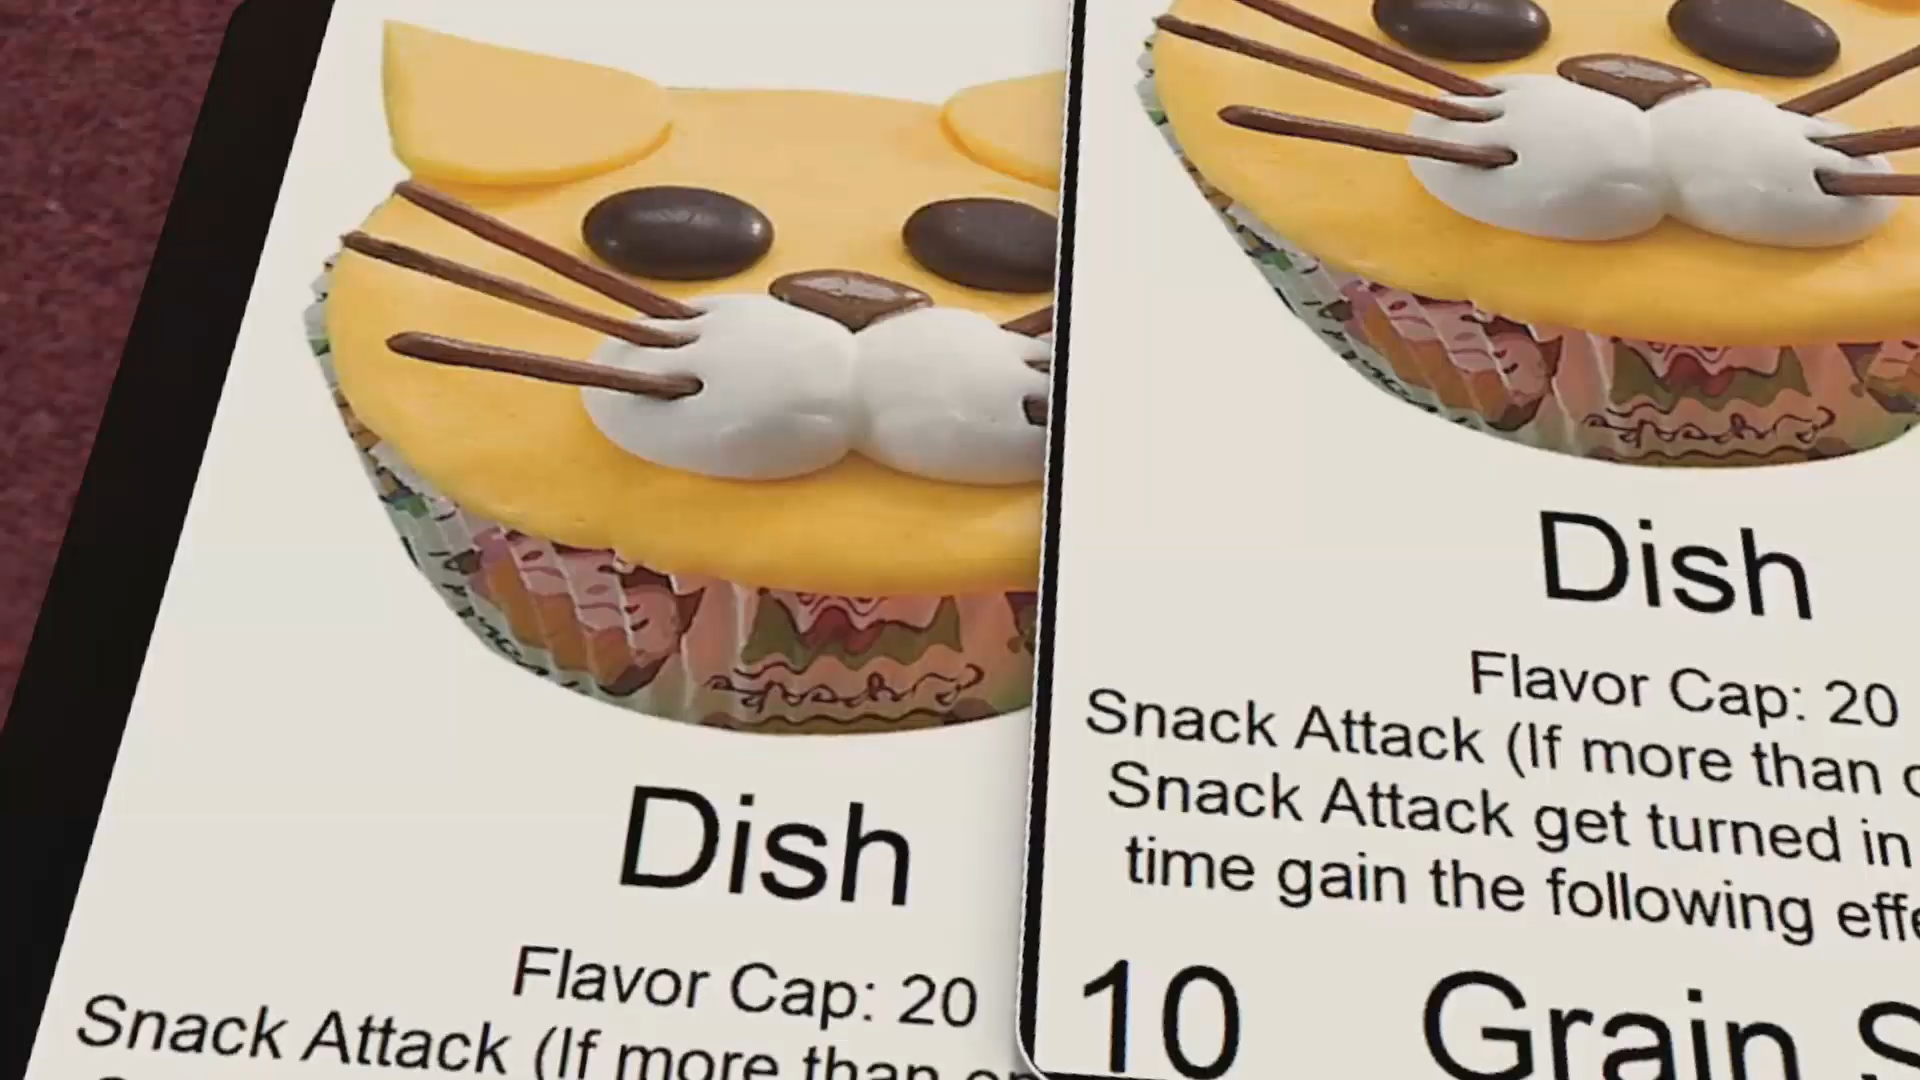 Dish
Flavor Cap: 20
Snack Attack (If more than
Dish
Flavor Cap: 20
Snack Attack (If more than
Snack Attack get turned in
time gain the following
10 Grain